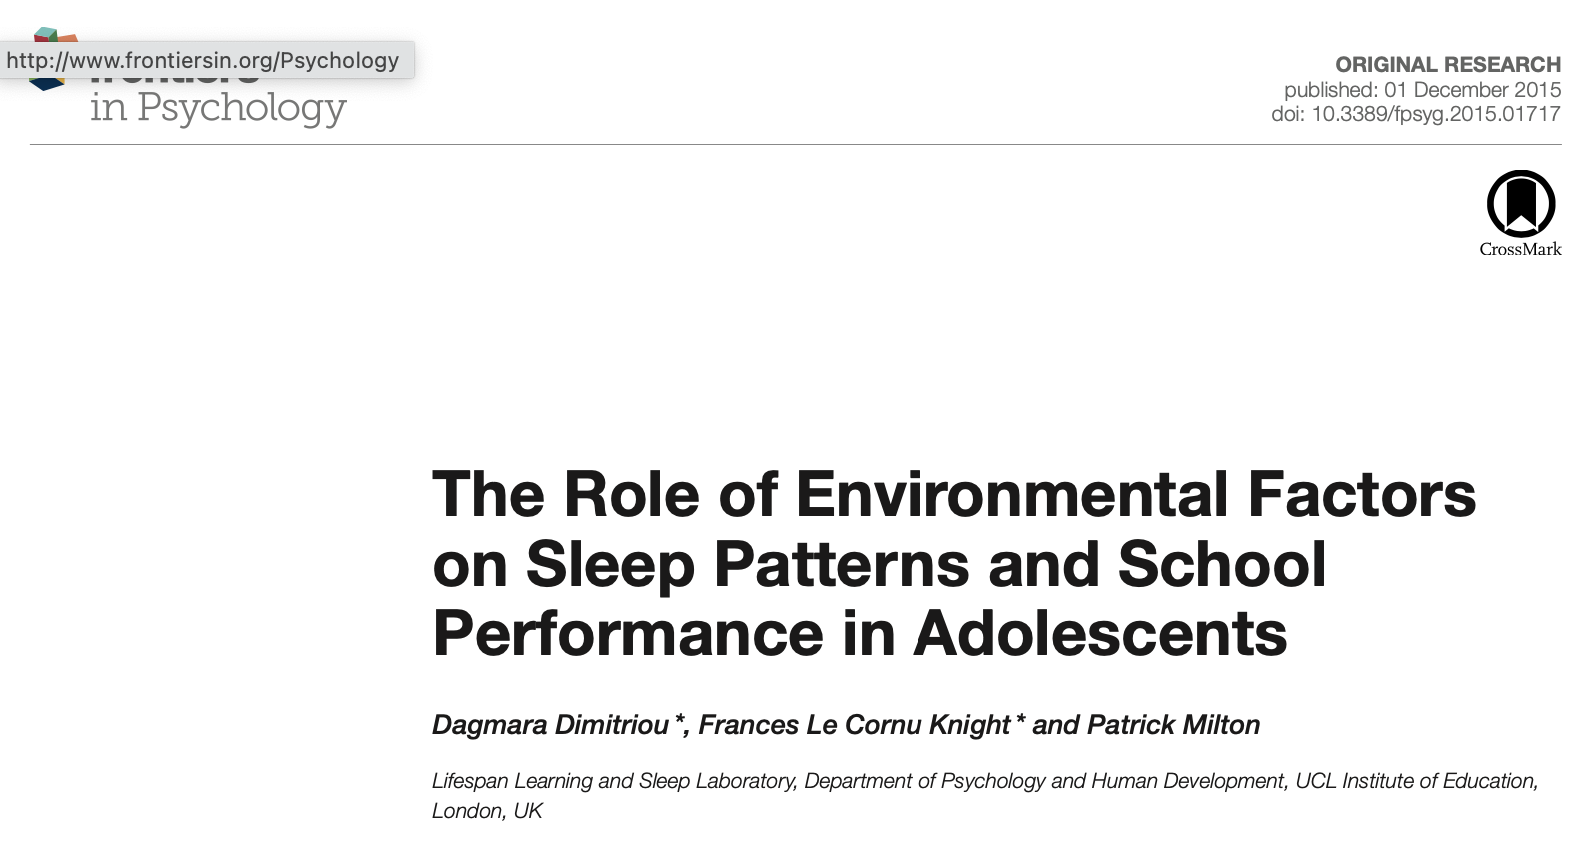 http://www.frontiersin.org/Psychology
in Psychology
ORIGINAL RESEARCH
published: 01 December 2015
doi: 10.3389/fpsyg.2015.01717
CrossMark
The Role of Environmental Factors
on Sleep Patterns and School
Performance in Adolescents
Dagmara Dimitriou *, Frances Le Cornu Knight * and Patrick Milton
Lifespan Learning and Sleep Laboratory, Department of Psychology and Human Development, UCL Institute of Education,
London, UK